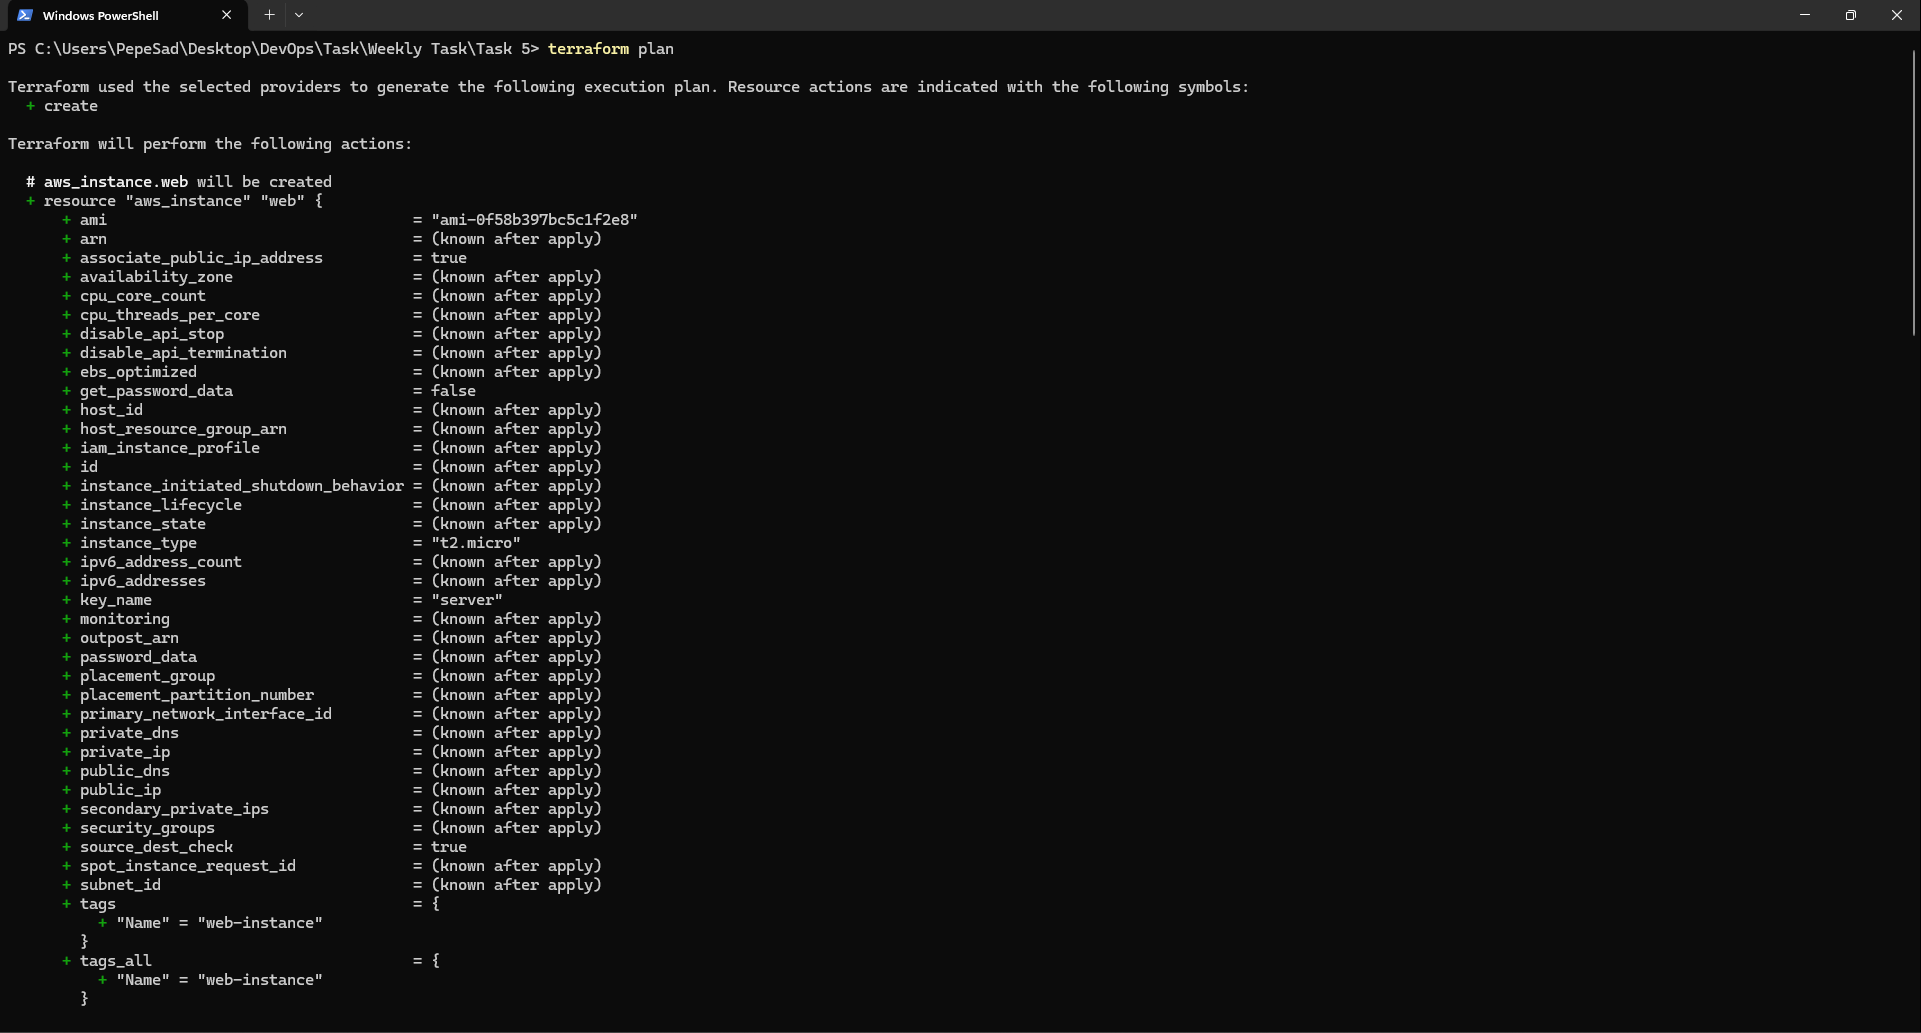 Windows PowerShell
PS C:\Users\PepeSad\Desktop\DevOps\Task\Weekly Task\Task 5> terraform plan
Terraform used the selected providers to generate the following execution plan. Resource actions are indicated with the following symbols:
  + create
Terraform will perform the following actions:
  # aws_instance.web will be created
  + resource "aws_instance" "web" {
      + ami                                  = "ami-0f58b397bc5c1f2e8"
      + arn                                  = (known after apply)
      + associate_public_ip_address          = true
      + availability_zone                    = (known after apply)
      + cpu_core_count                       = (known after apply)
      + cpu_threads_per_core                 = (known after apply)
      + disable_api_stop                     = (known after apply)
      + disable_api_termination              = (known after apply)
      + ebs_optimized                        = (known after apply)
      + get_password_data                    = false
      + host_id                              = (known after apply)
      + host_resource_group_arn              = (known after apply)
      + iam_instance_profile                 = (known after apply)
      + id                                   = (known after apply)
      + instance_initiated_shutdown_behavior = (known after apply)
      + instance_lifecycle                   = (known after apply)
      + instance_state                       = (known after apply)
      + instance_type                        = "t2.micro"
      + ipv6_address_count                   = (known after apply)
      + ipv6_addresses                       = (known after apply)
      + key_name                             = "server"
      + monitoring                           = (known after apply)
      + outpost_arn                          = (known after apply)
      + password_data                        = (known after apply)
      + placement_group                      = (known after apply)
      + placement_partition_number           = (known after apply)
      + primary_network_interface_id         = (known after apply)
      + private_dns                          = (known after apply)
      + private_ip                           = (known after apply)
      + public_dns                           = (known after apply)
      + public_ip                            = (known after apply)
      + secondary_private_ips                = (known after apply)
      + security_groups                      = (known after apply)
      + source_dest_check                    = true
      + spot_instance_request_id             = (known after apply)
      + subnet_id                            = (known after apply)
      + tags                                 = {
          + "Name" = "web-instance"
        }
      + tags_all                             = {
          + "Name" = "web-instance"
        }